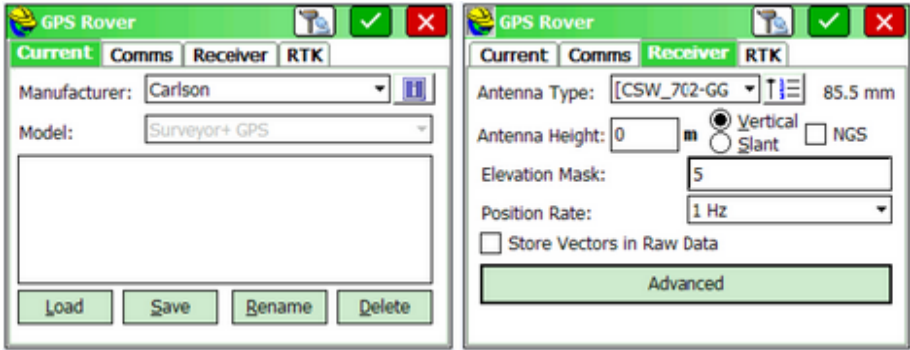 GPS Rover
Current Comms Receiver RTK
Manufacturer: Carlson
Model: Surveyor+ GPS
Load Save Rename Delete
GPS Rover
Current Comms Receiver RTK
Antenna Type: [CSW_702-GG 85.5 mm
Antenna Height: 0 m Vertical Slant NGS
Elevation Mask: 5
Position Rate: 1 Hz
Store Vectors in Raw Data
Advanced